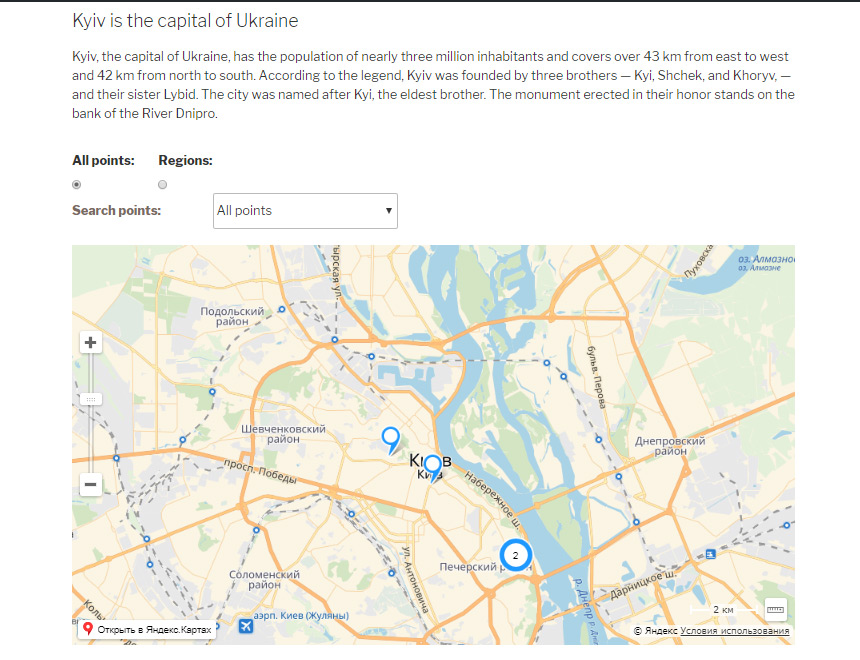 Kyiv is the capital of Ukraine
Kyiv, the capital of Ukraine, has the population of nearly three million inhabitants and covers over 43 km from east to west
and 42 km from north to south. According to the legend, Kyiv was founded by three brothers — Kyi, Shchek, and Khoryv, —
and their sister Lybid. The city was named after Kyi, the eldest brother. The monument erected in their honor stands on the
bank of the River Dnipro.
All points: Regions:
Search points: All points
ырская ул.
Пуховска
оз. Алмазно
оз. Алмазне
Подольский
район
бульв. Перова
Шевченковский
район
Днепровский
район
просп. Победы
Набережное ш.
2
Печерский
ул. Антоновича
Соломенский
район
Дарницкое ш.
р. Днепр
2 км
аэрп. Киев (Жуляны)
Открыть в Яндекс.Картах
© Яндекс Условия использования